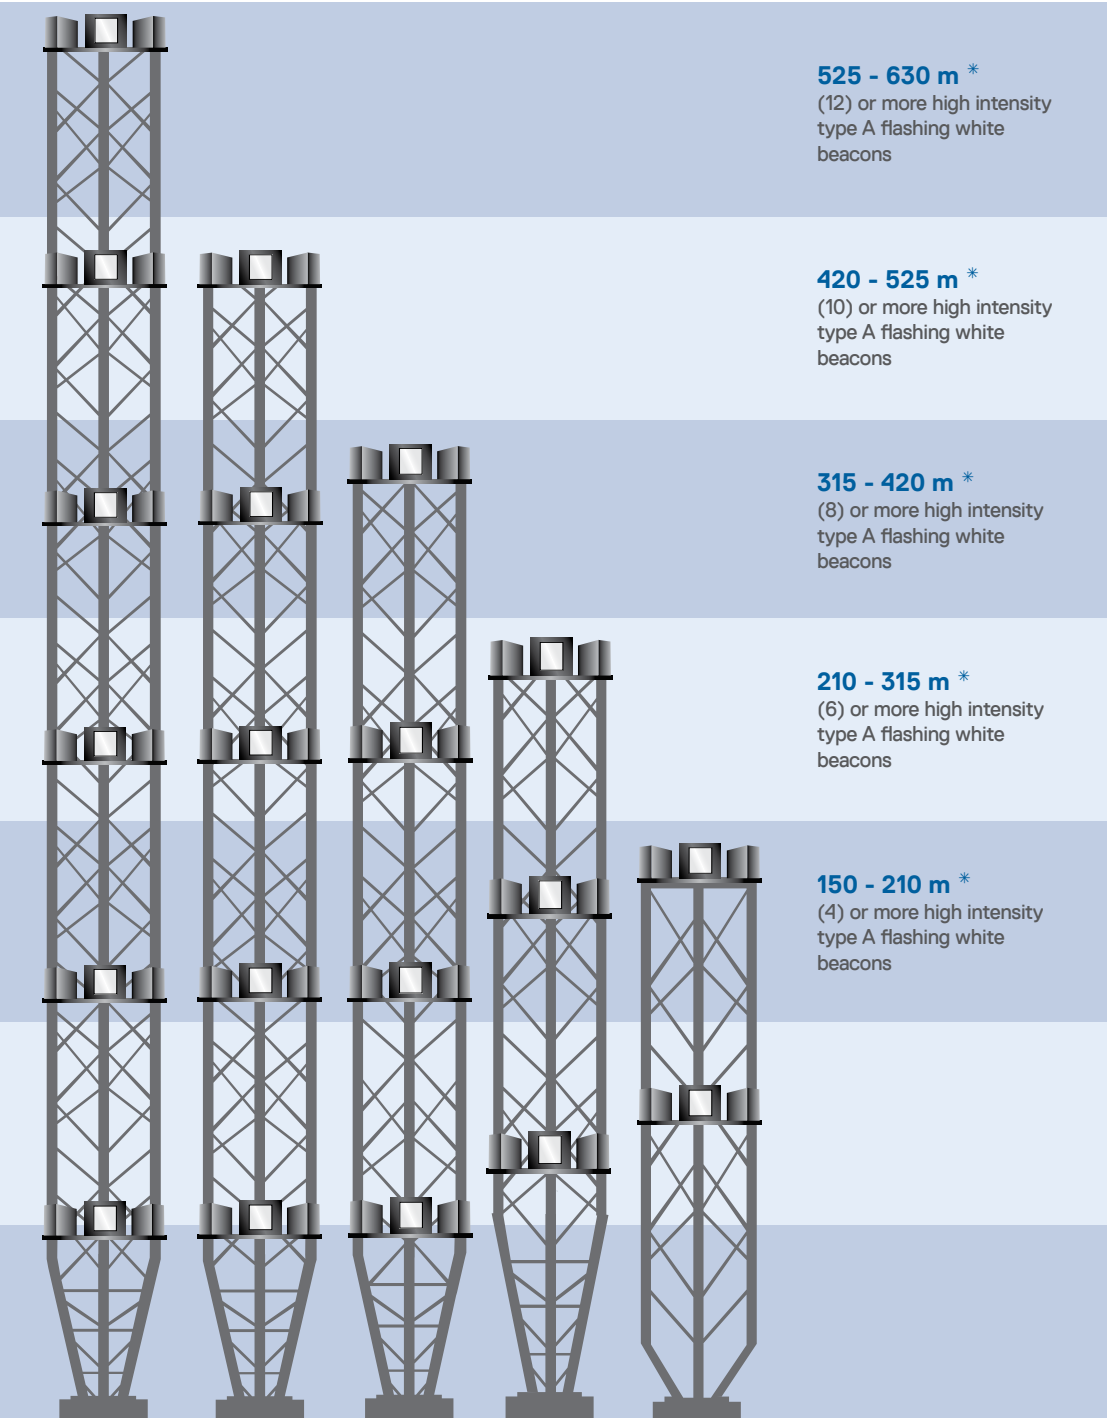 525 - 630 m *
(12) or more high intensity
type A flashing white
beacons
420 - 525 m *
(10) or more high intensity
type A flashing white
beacons
315 - 420 m *
(8) or more high intensity
type A flashing white
beacons
210 - 315 m *
(6) or more high intensity
type A flashing white
beacons
150 - 210 m *
(4) or more high intensity
type A flashing white
beacons